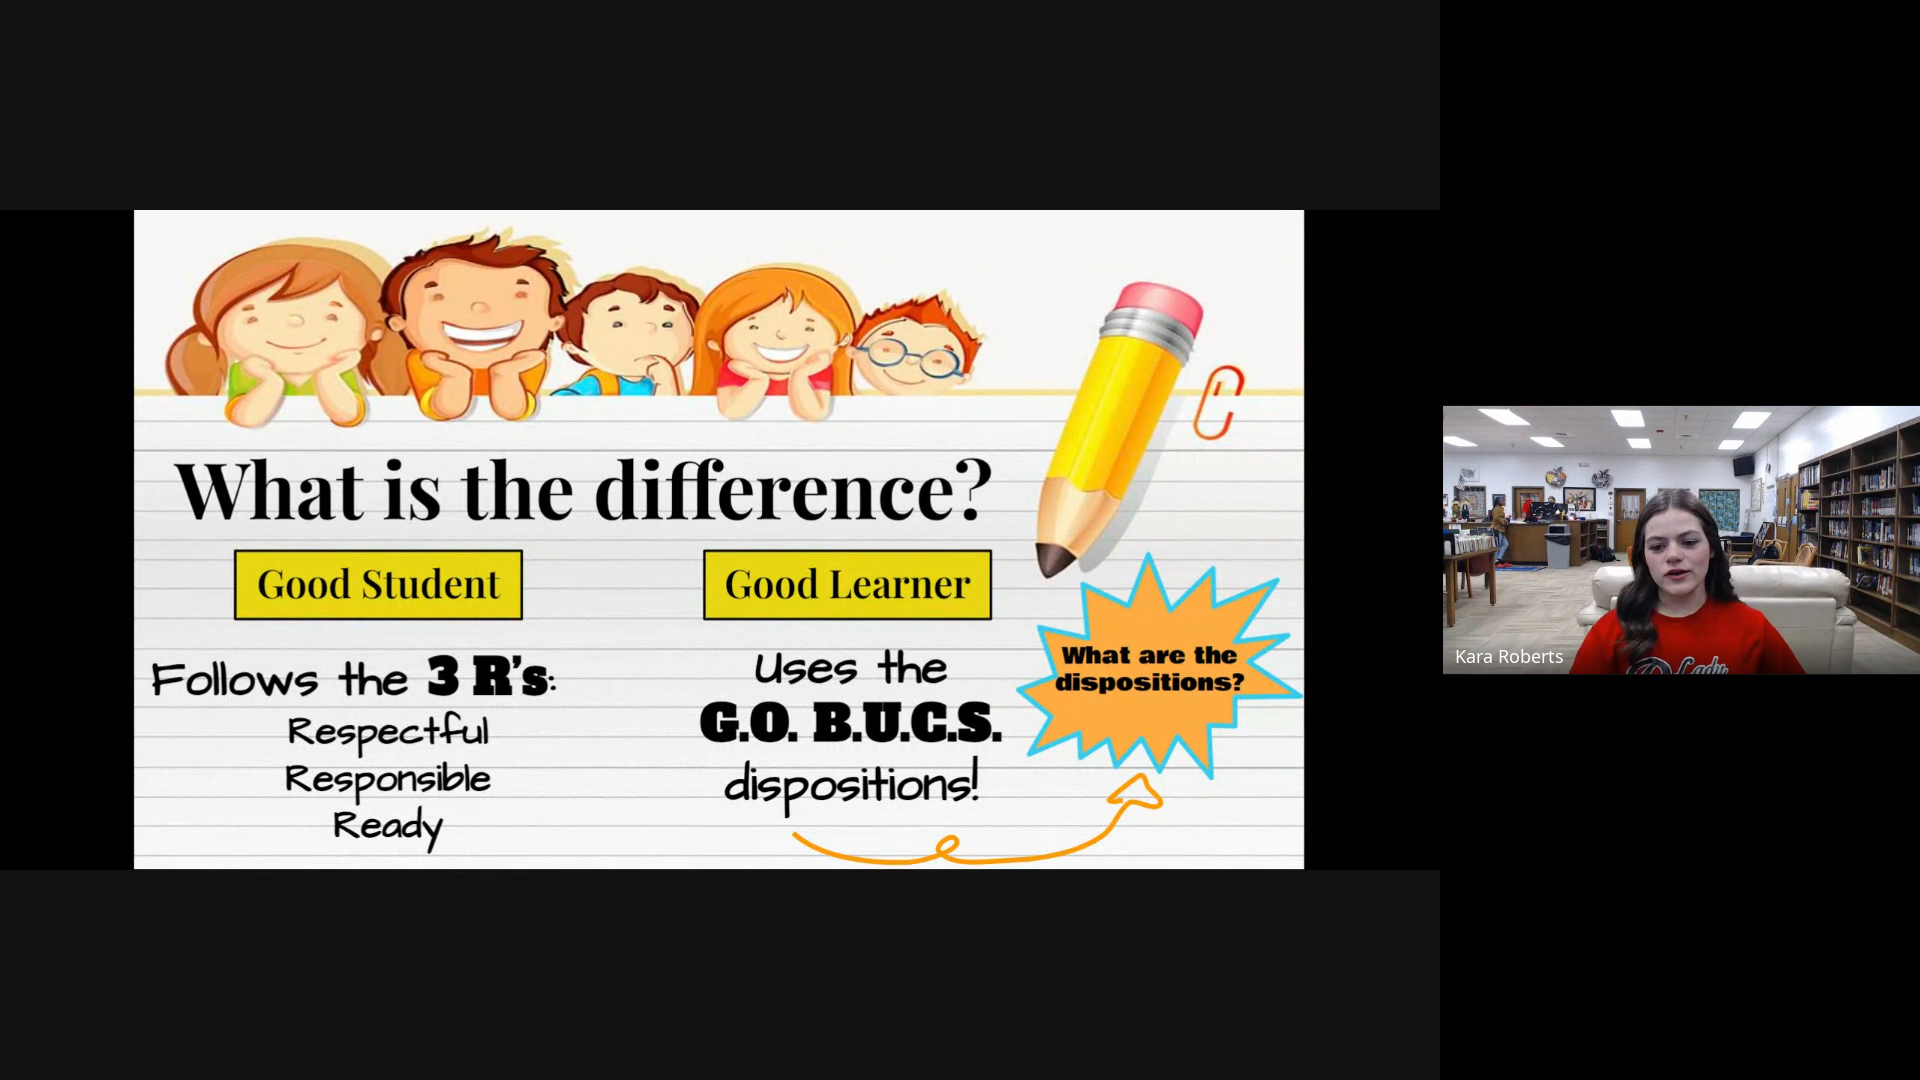 What is the difference?
Good Student
Follows the 3 R's:
Respectful
Responsible
Ready
Good Learner
Uses the
G.O. B.U.C.S.
dispositions!
What are the
dispositions?
Kara Roberts
Lady